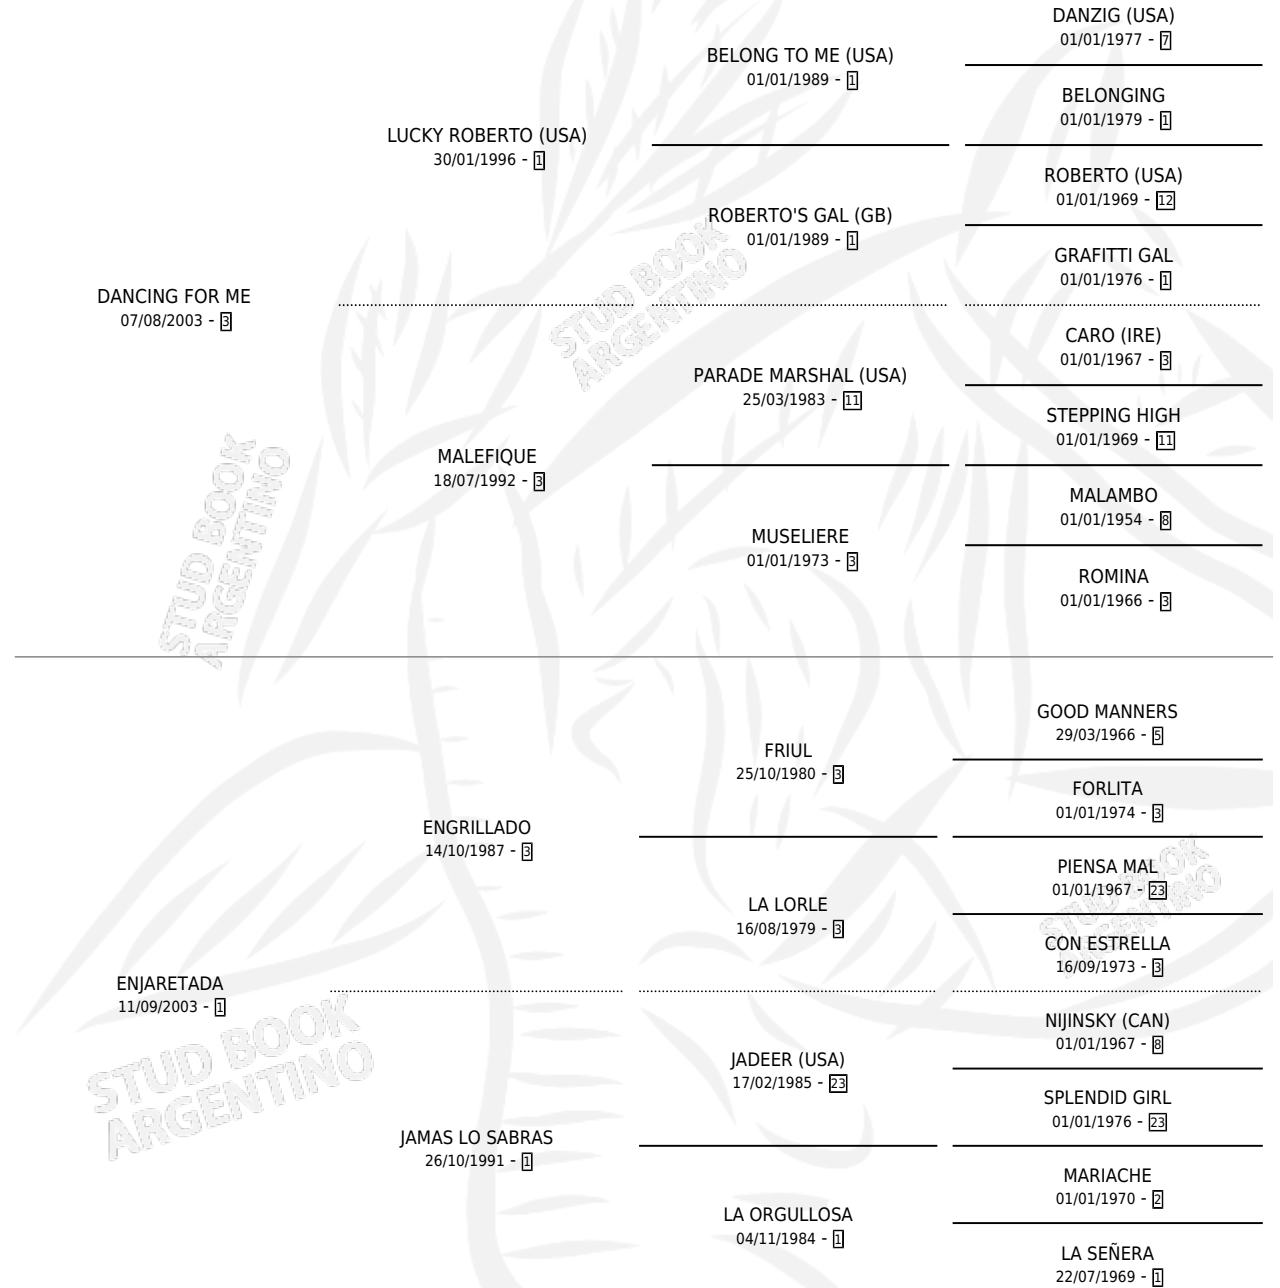 DANZIG (USA)
01/01/1977 - 7
BELONG TO ME (USA)
01/01/1989 - 1
BELONGING
01/01/1979 - 1
LUCKY ROBERTO (USA)
30/01/1996 - 1
ROBERTO (USA)
01/01/1969 - 12
ROBERTO'S GAL (GB)
01/01/1989 - 1
GRAFITTI GAL
01/01/1976 - 1
DANCING FOR ME
07/08/2003 - 3
CARO (IRE)
01/01/1967 - 3
PARADE MARSHAL (USA)
25/03/1983 - 11
STEPPING HIGH
01/01/1969 - 11
MALEFIQUE
18/07/1992 - 3
MALAMBO
01/01/1954 - 8
MUSELIERE
01/01/1973 - 3
ROMINA
01/01/1966 - 3
STUD BOOK
ARGENTINO
STUD BOOK
ARGENTINO
GOOD MANNERS
29/03/1966 - 5
FRIUL
25/10/1980 - 3
FORLITA
01/01/1974 - 3
ENGRILLADO
14/10/1987 - 3
PIENSA MAL
01/01/1967 - 23
LA LORLE
16/08/1979 - 3
CON ESTRELLA
16/09/1973 - 3
ENJARETADA
11/09/2003 - 1
NIJINSKY (CAN)
01/01/1967 - 8
JADEER (USA)
17/02/1985 - 23
SPLENDID GIRL
01/01/1976 - 23
JAMAS LO SABRAS
26/10/1991 - 1
MARIACHE
01/01/1970 - 2
LA ORGULLOSA
04/11/1984 - 1
LA SEÑERA
22/07/1969 - 1
STUD BOOK
ARGENTINO
STUD BOOK
ARGENTINO